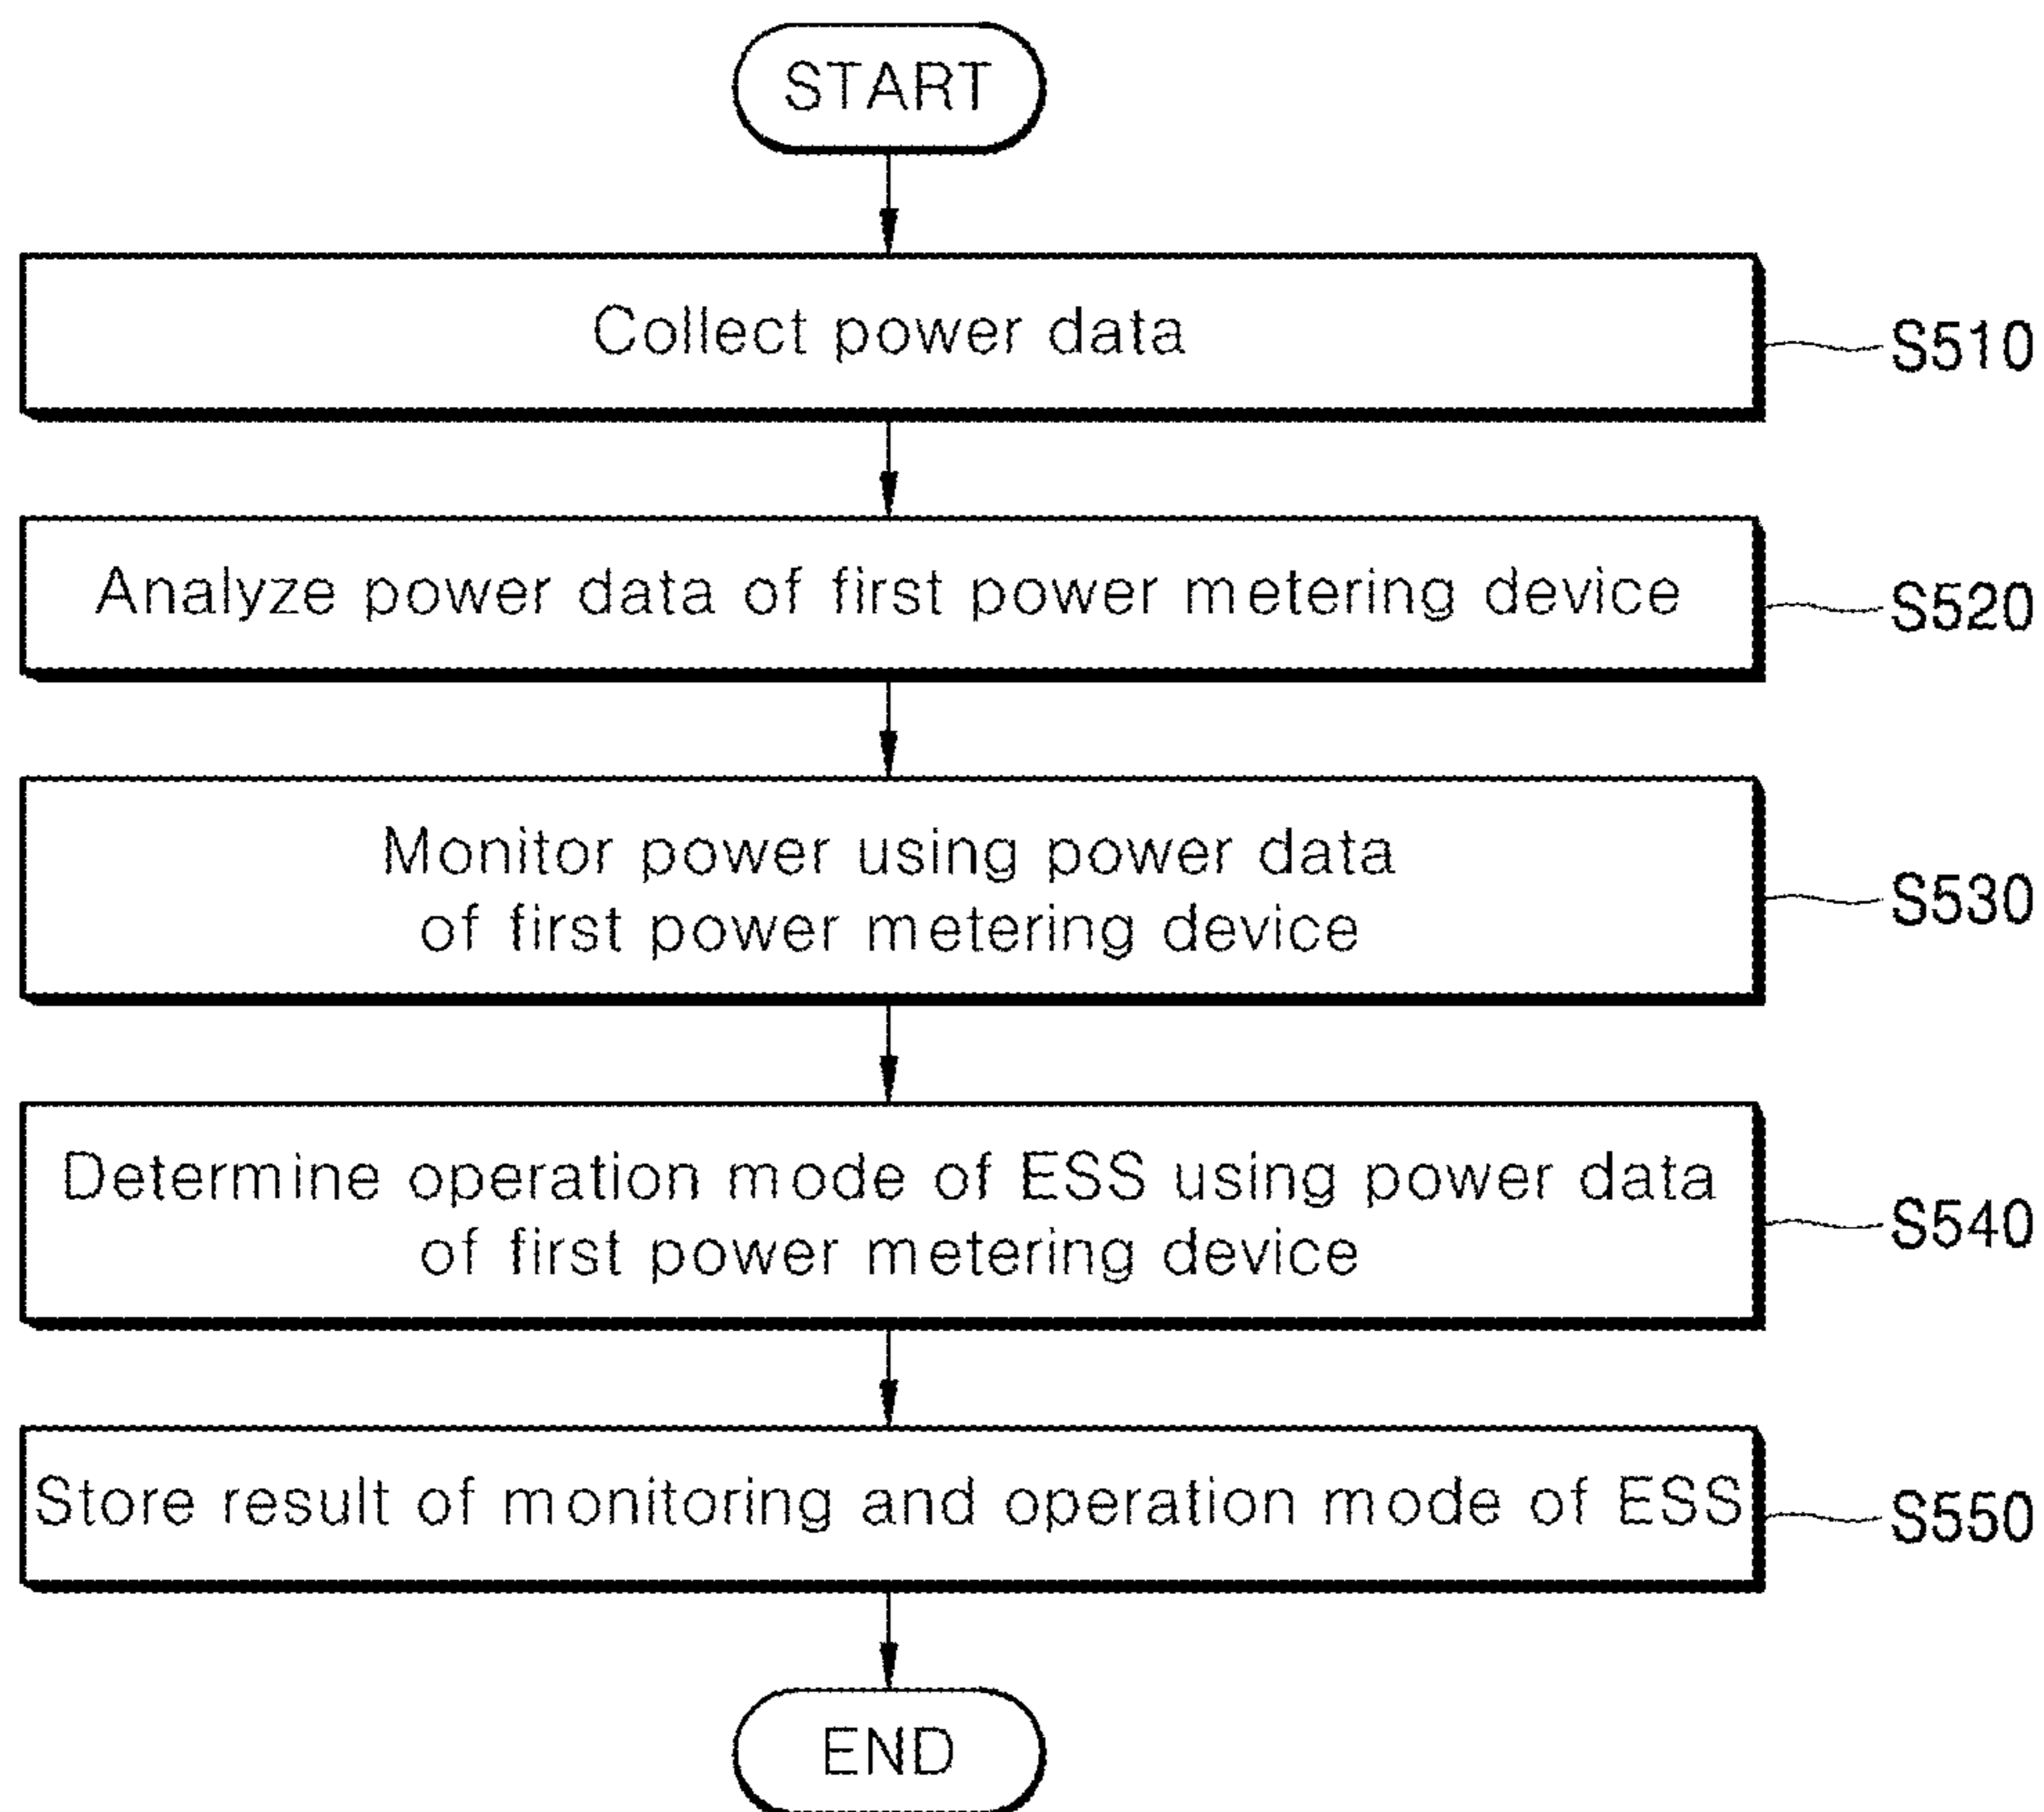 START
Collect power data
S510
Analyze power data of first power metering device
S520
Monitor power using power data
of first power metering device
S530
Determine operation mode of ESS using power data
of first power metering device
S540
Store result of monitoring and operation mode of ESS
S550
END